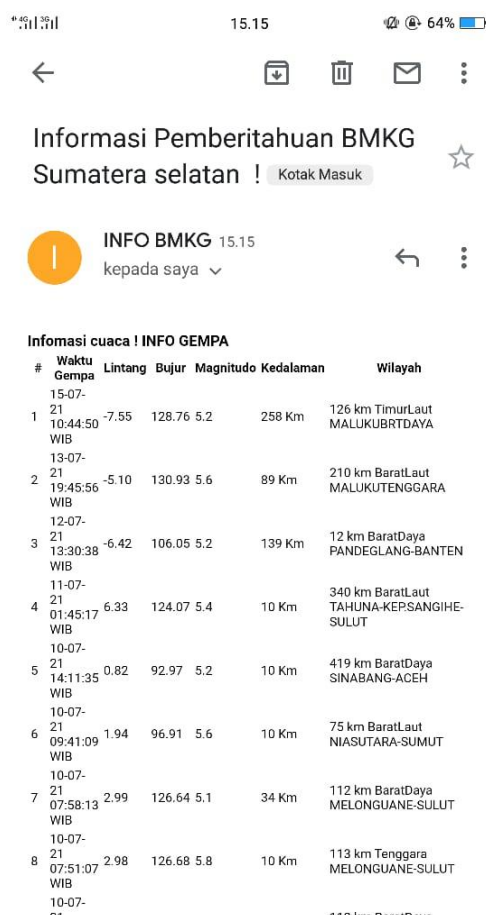 4G 3G 15.15 64%
Informasi Pemberitahuan BMKG
Sumatera selatan ! Kotak Masuk
I
INFO BMKG 15.15
kepada saya
Infomasi cuaca ! INFO GEMPA
# Waktu Gempa Lintang Bujur Magnitudo Kedalaman Wilayah
1 15-07-21 10:44:50 WIB -7.55 128.76 5.2 258 Km 126 km TimurLaut MALUKUBRTDAYA
2 13-07-21 19:45:56 WIB -5.10 130.93 5.6 89 Km 210 km BaratLaut MALUKUTENGGARA
3 12-07-21 13:30:38 WIB -6.42 106.05 5.2 139 Km 12 km BaratDaya PANDEGLANG-BANTEN
4 11-07-21 01:45:17 WIB 6.33 124.07 5.4 10 Km 340 km BaratLaut TAHUNA-KEP.SANGIHE-SULUT
5 10-07-21 14:11:35 WIB 0.82 92.97 5.2 10 Km 419 km BaratDaya SINABANG-ACEH
6 10-07-21 09:41:09 WIB 1.94 96.91 5.6 10 Km 75 km BaratLaut NIASUTARA-SUMUT
7 10-07-21 07:58:13 WIB 2.99 126.64 5.1 34 Km 112 km BaratDaya MELONGUANE-SULUT
8 10-07-21 07:51:07 WIB 2.98 126.68 5.8 10 Km 113 km Tenggara MELONGUANE-SULUT
10-07-